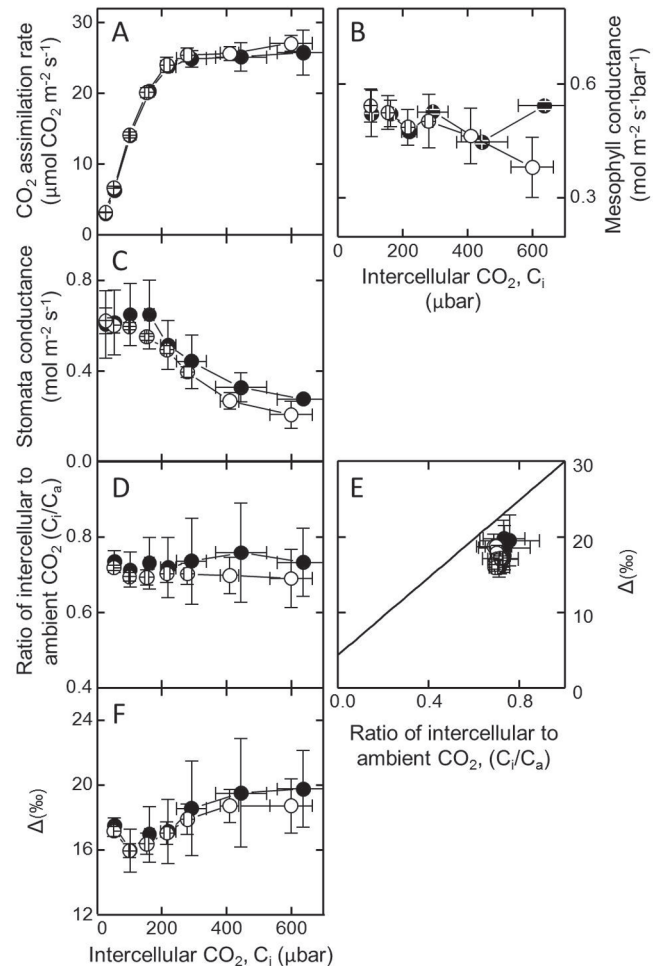 A
CO2 assimilation rate
(μmol CO2 m-2 s-1)
30
20
10
0
B
Mesophyll conductance
(mol m-2 s-1bar-1)
0.6
0.3
0 200 400 600
Intercellular CO2, Ci
(μbar)
C
Stomata conductance
(mol m-2 s-1)
0.8
0.4
0.0
D
Ratio of intercellular to
ambient CO2 (Ci/Ca)
0.8
0.6
0.4
E
30
20
10
0
Δ(‰)
0.0 0.4 0.8
Ratio of intercellular to
ambient CO2, (Ci/Ca)
F
Δ(‰)
24
20
16
12
0 200 400 600
Intercellular CO2, Ci (μbar)